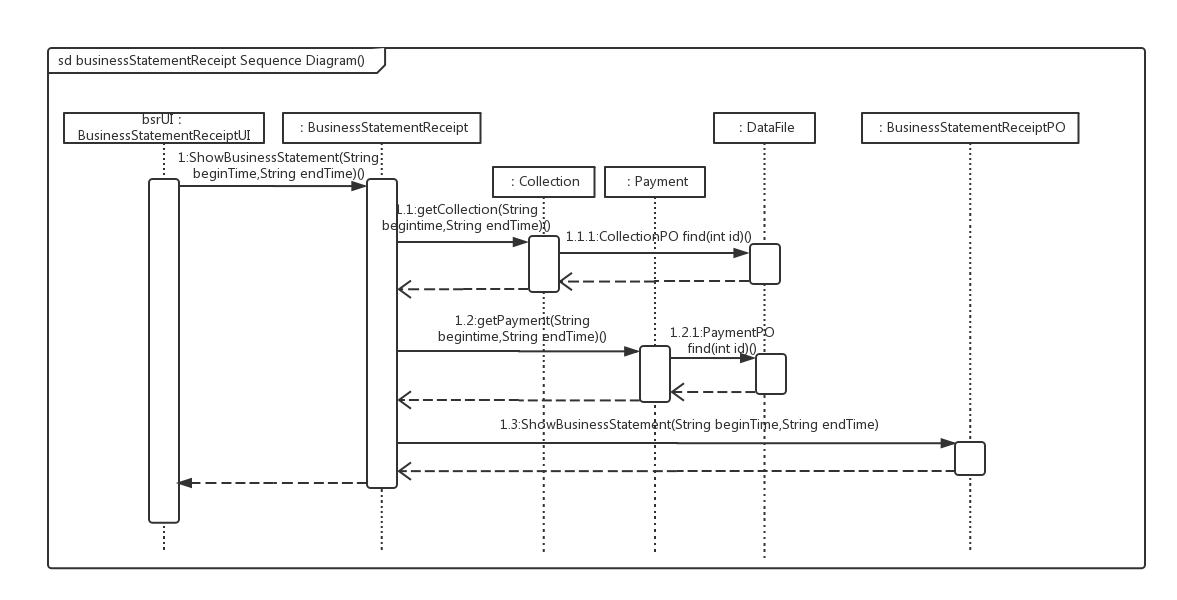 sd businessStatementReceipt Sequence Diagram()
bsrUI :
BusinessStatementReceiptUI
: BusinessStatementReceipt
: DataFile
: BusinessStatementReceiptPO
1:ShowBusinessStatement(String
beginTime,String endTime)()
: Collection
: Payment
1.1:getCollection(String
begintime,String endTime)()
1.1.1:CollectionPO find(int id)()
1.2:getPayment(String
begintime,String endTime)()
1.2.1:PaymentPO
find(int id)()
1.3:ShowBusinessStatement(String beginTime,String endTime)